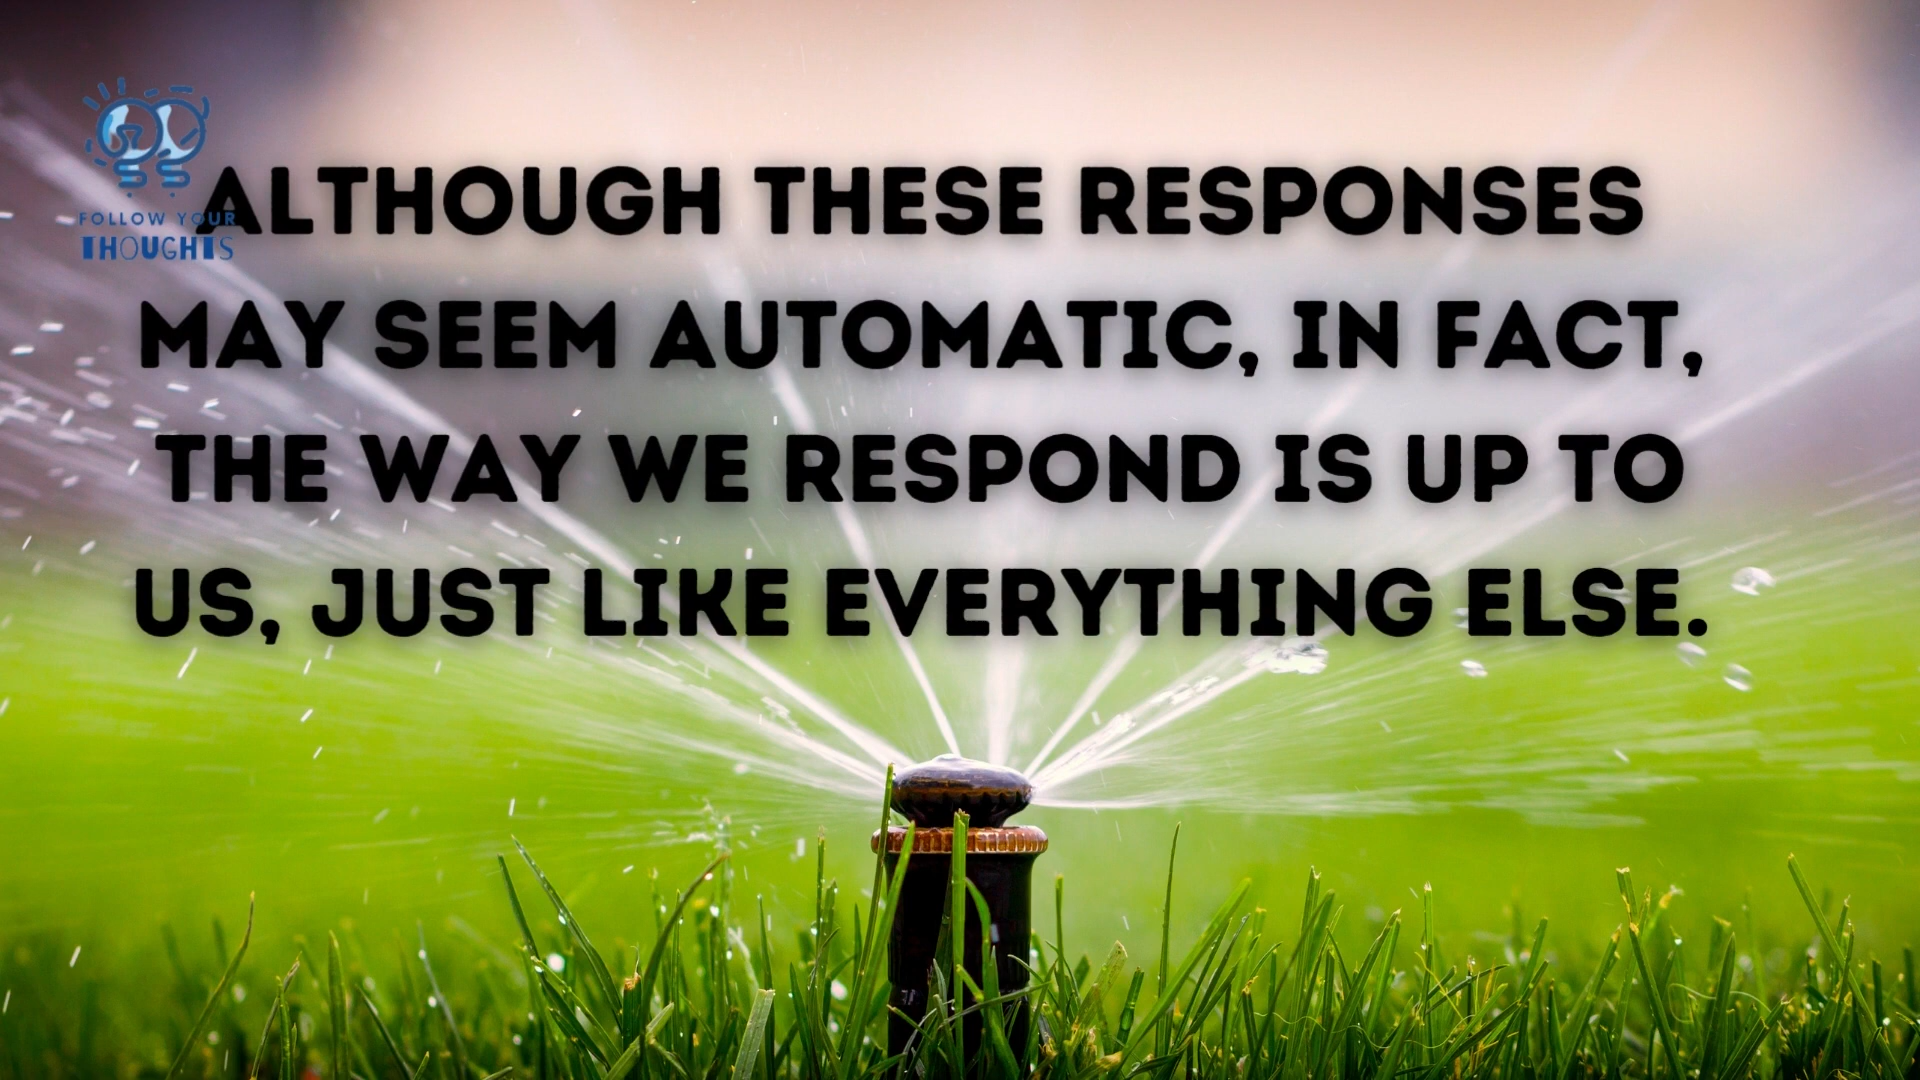 FOLLOW YOUR
THOUGHTS
ALTHOUGH THESE RESPONSES
MAY SEEM AUTOMATIC, IN FACT,
THE WAY WE RESPOND IS UP TO
US, JUST LIKE EVERYTHING ELSE.